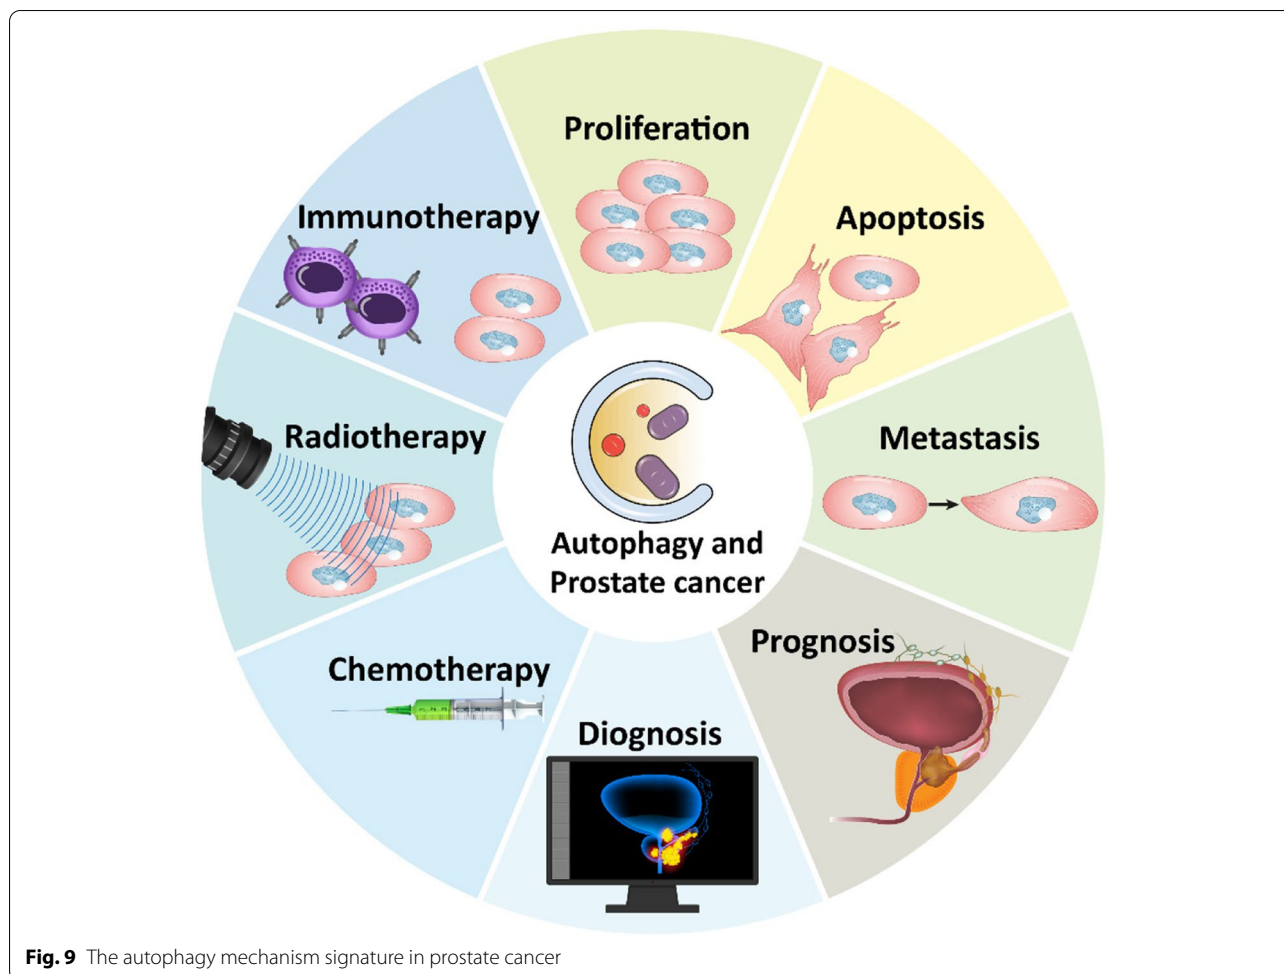 Proliferation
Apoptosis
Immunotherapy
Metastasis
Radiotherapy
Autophagy and
Prostate cancer
Prognosis
Chemotherapy
Diognosis
Fig. 9 The autophagy mechanism signature in prostate cancer